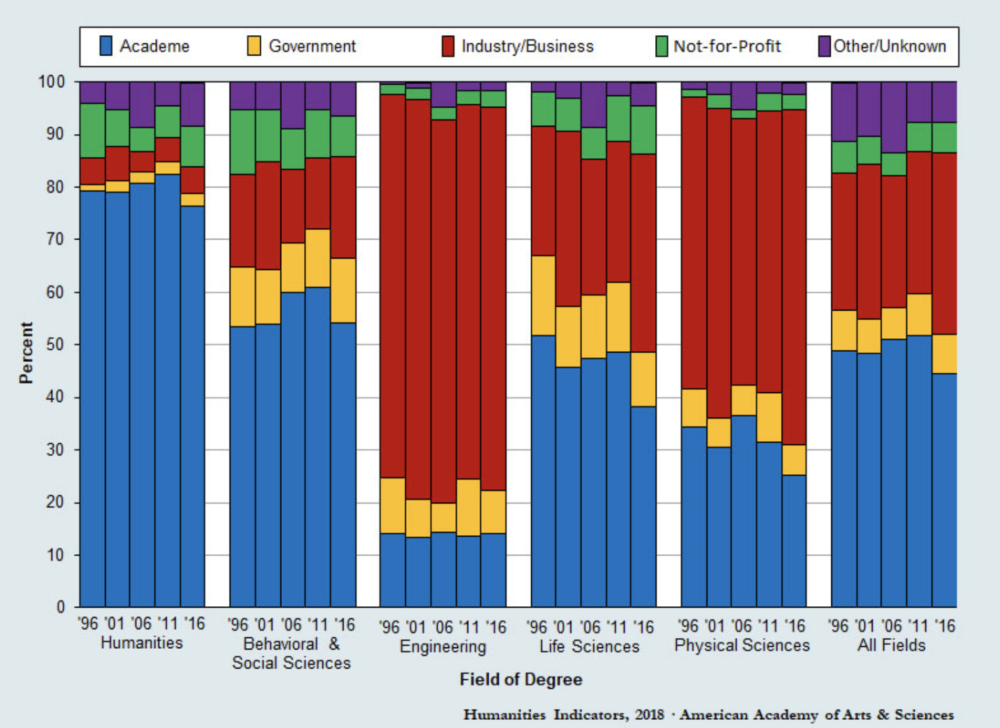 Academe Government Industry/Business Not-for-Profit Other/Unknown
100
90
80
70
60
50
40
30
20
10
0
Percent
'96 '01 '06 '11 '16 '96 '01 '06 '11 '16 '96 '01 '06 '11 '16 '96 '01 '06 '11 '16 '96 '01 '06 '11 '16 '96 '01 '06 '11 '16
Humanities Behavioral & Engineering Life Sciences Physical Sciences All Fields
Social Sciences
Field of Degree
Humanities Indicators, 2018 · American Academy of Arts & Sciences